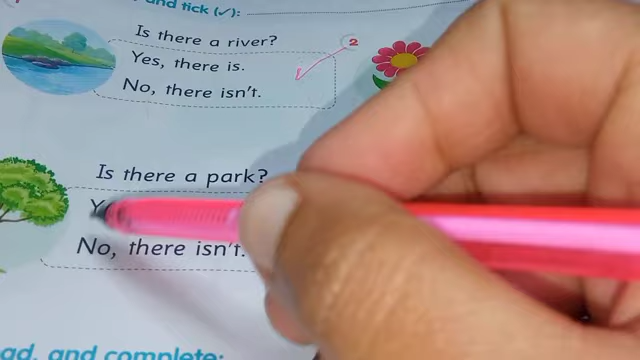 and tick (✓):
Is there a river?
2
Yes, there is.
No, there isn't.
Is there a park?
No, there isn't.
and complete: